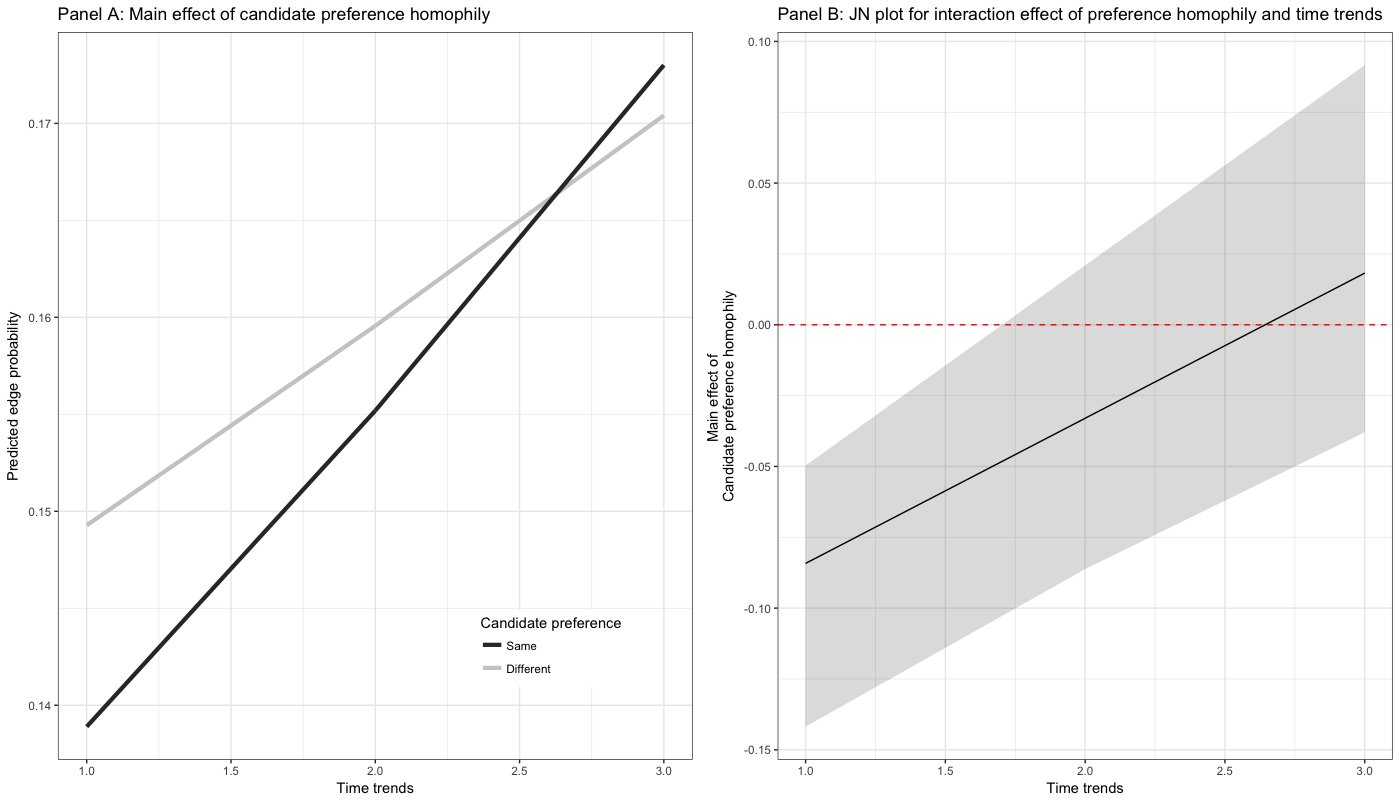 Panel A: Main effect of candidate preference homophily
Predicted edge probability
0.17
0.16
0.15
0.14
1.0
1.5
2.0
2.5
3.0
Time trends
Candidate preference
Same
Different
Panel B: JN plot for interaction effect of preference homophily and time trends
Main effect of
Candidate preference homophily
0.10
0.05
0.00
-0.05
-0.10
-0.15
1.0
1.5
2.0
2.5
3.0
Time trends